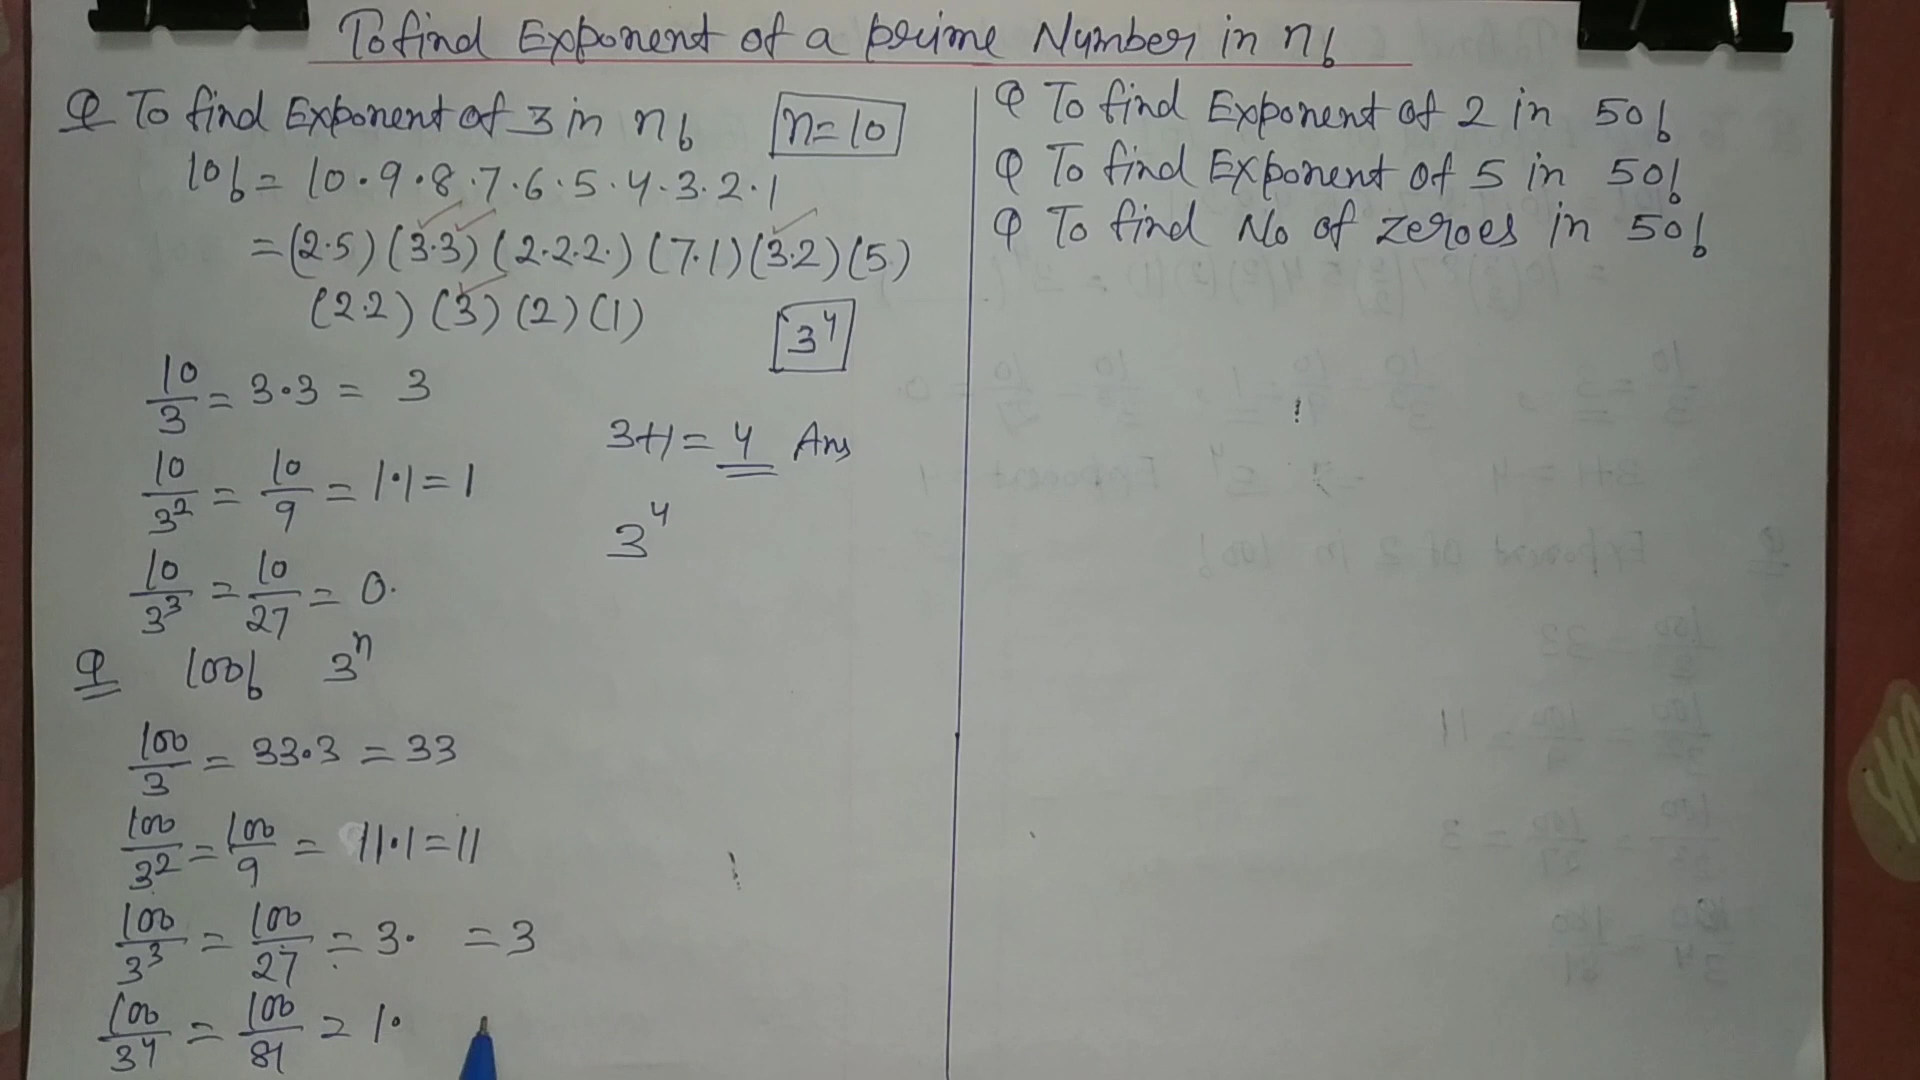 To find Exponent of a prime Number in n!
Q To find Exponent of 3 in n! n=10
10! = 10.9.8.7.6.5.4.3.2.1
=(2.5)(3.3)(2.2.2.)(7.1)(3.2)(5)
(2.2)(3)(2)(1) 3⁴
10/3 = 3.3 = 3
3+1=4 Ans
10/3² = 10/9 = 1.1=1
3⁴
10/3³ = 10/27 = 0.
Q 100! 3ⁿ
100/3 = 33.3 = 33
100/3² = 100/9 = 11.1=11
100/3³ = 100/27 = 3. =3
100/3⁴ = 100/81 = 1.
Q To find Exponent of 2 in 50!
Q To find Exponent of 5 in 50!
Q To find No of zeroes in 50!